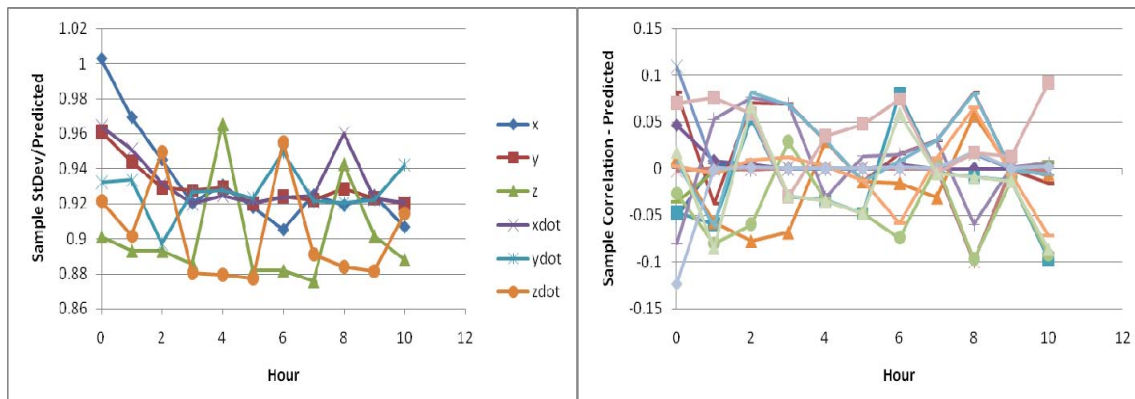 Sample StDev/Predicted
1.02
1
0.98
0.96
0.94
0.92
0.9
0.88
0.86
0 2 4 6 8 10 12
Hour
x
y
z
xdot
ydot
zdot
Sample Correlation - Predicted
0.15
0.1
0.05
0
-0.05
-0.1
-0.15
0 2 4 6 8 10 12
Hour